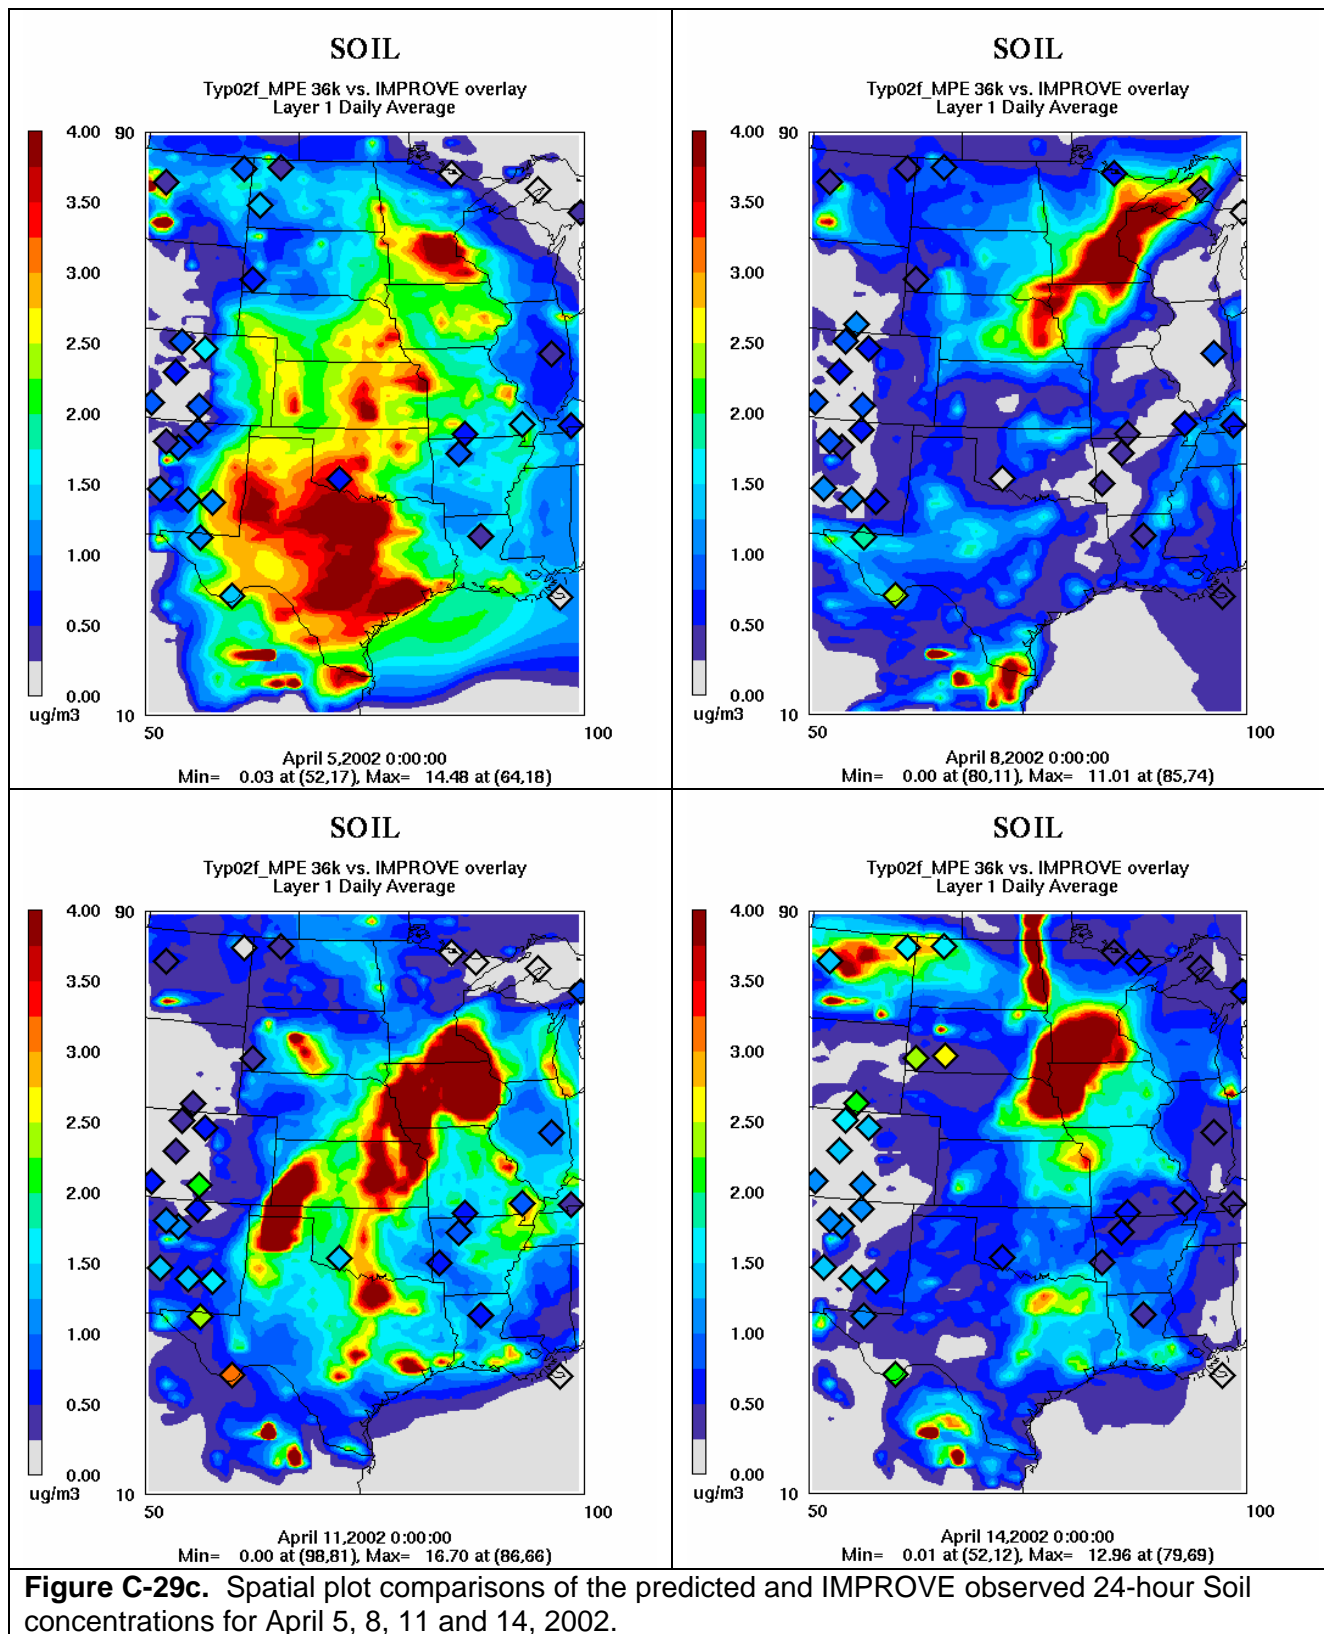 SOIL
Typ02f_MPE 36k vs. IMPROVE overlay
Layer 1 Daily Average
4.00
3.50
3.00
2.50
2.00
1.50
1.00
0.50
0.00
ug/m3
90
10
50
100
April 5,2002 0:00:00
Min= 0.03 at (52,17), Max= 14.48 at (64,18)
SOIL
Typ02f_MPE 36k vs. IMPROVE overlay
Layer 1 Daily Average
4.00
3.50
3.00
2.50
2.00
1.50
1.00
0.50
0.00
ug/m3
90
10
50
100
April 8,2002 0:00:00
Min= 0.00 at (80,11), Max= 11.01 at (85,74)
SOIL
Typ02f_MPE 36k vs. IMPROVE overlay
Layer 1 Daily Average
4.00
3.50
3.00
2.50
2.00
1.50
1.00
0.50
0.00
ug/m3
90
10
50
100
April 11,2002 0:00:00
Min= 0.00 at (98,81), Max= 16.70 at (86,66)
SOIL
Typ02f_MPE 36k vs. IMPROVE overlay
Layer 1 Daily Average
4.00
3.50
3.00
2.50
2.00
1.50
1.00
0.50
0.00
ug/m3
90
10
50
100
April 14,2002 0:00:00
Min= 0.01 at (52,12), Max= 12.96 at (79,69)
Figure C-29c. Spatial plot comparisons of the predicted and IMPROVE observed 24-hour Soil
concentrations for April 5, 8, 11 and 14, 2002.